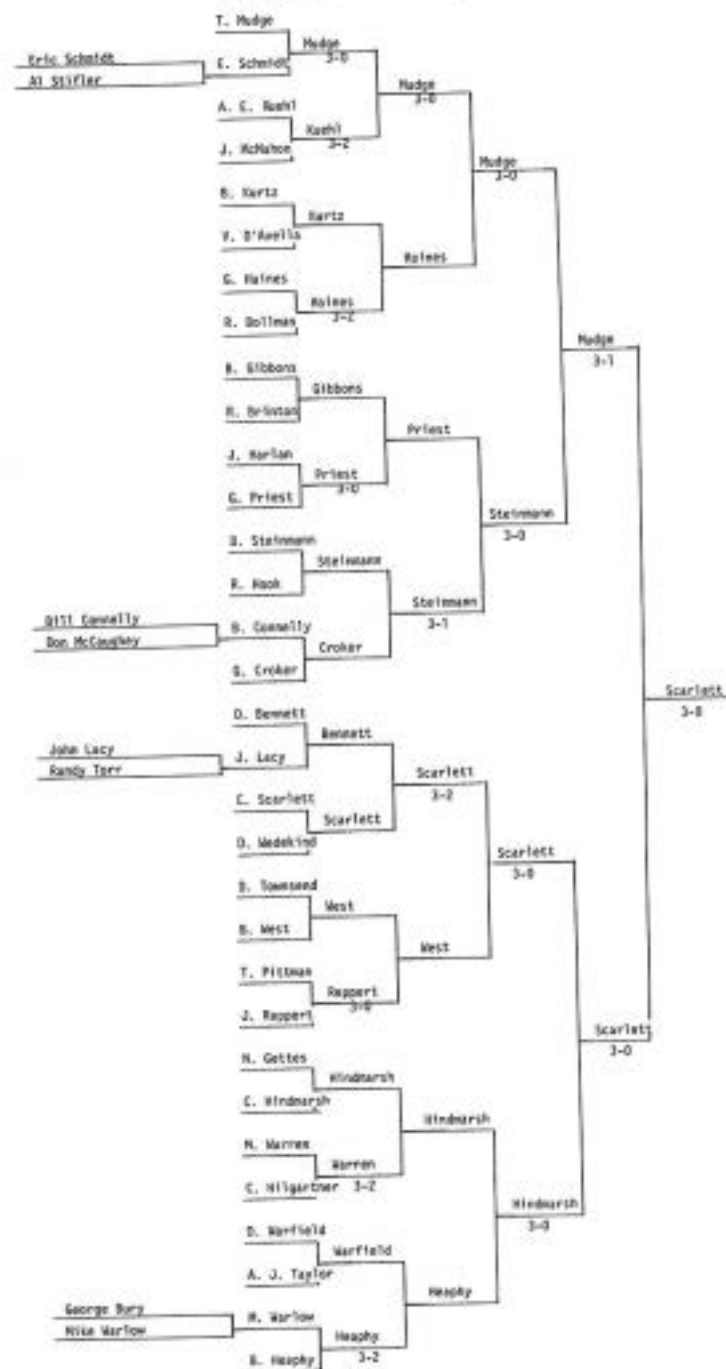 T. Mudge
Mudge
3-0
Eric Schmidt
E. Schmidt
Al Stifler
Mudge
3-0
A. E. Kuehl
Kuehl
3-2
J. McMahon
Mudge
3-0
B. Kurtz
Kurtz
V. D'Avella
Haines
G. Haines
Haines
3-2
R. Dollman
Mudge
3-1
B. Gibbons
Gibbons
R. Brinton
Priest
J. Harlan
Priest
3-0
G. Priest
Steinmann
3-0
D. Steinmann
Steinmann
R. Hook
Steinmann
3-1
Bill Connelly
B. Connelly
Don McCaughey
Croker
G. Croker
Scarlett
3-0
D. Bennett
Bennett
John Lacy
J. Lacy
Randy Torr
Scarlett
3-2
C. Scarlett
Scarlett
D. Wedekind
Scarlett
3-0
D. Townsend
West
B. West
West
T. Pittman
Reppert
3-0
J. Reppert
Scarlett
3-0
N. Gettes
Hindmarsh
C. Hindmarsh
Hindmarsh
M. Warren
Warren
3-2
C. Hilgartner
Hindmarsh
3-0
D. Warfield
Warfield
A. J. Taylor
Heaphy
George Bury
M. Warlow
Mike Warlow
Heaphy
3-2
B. Heaphy